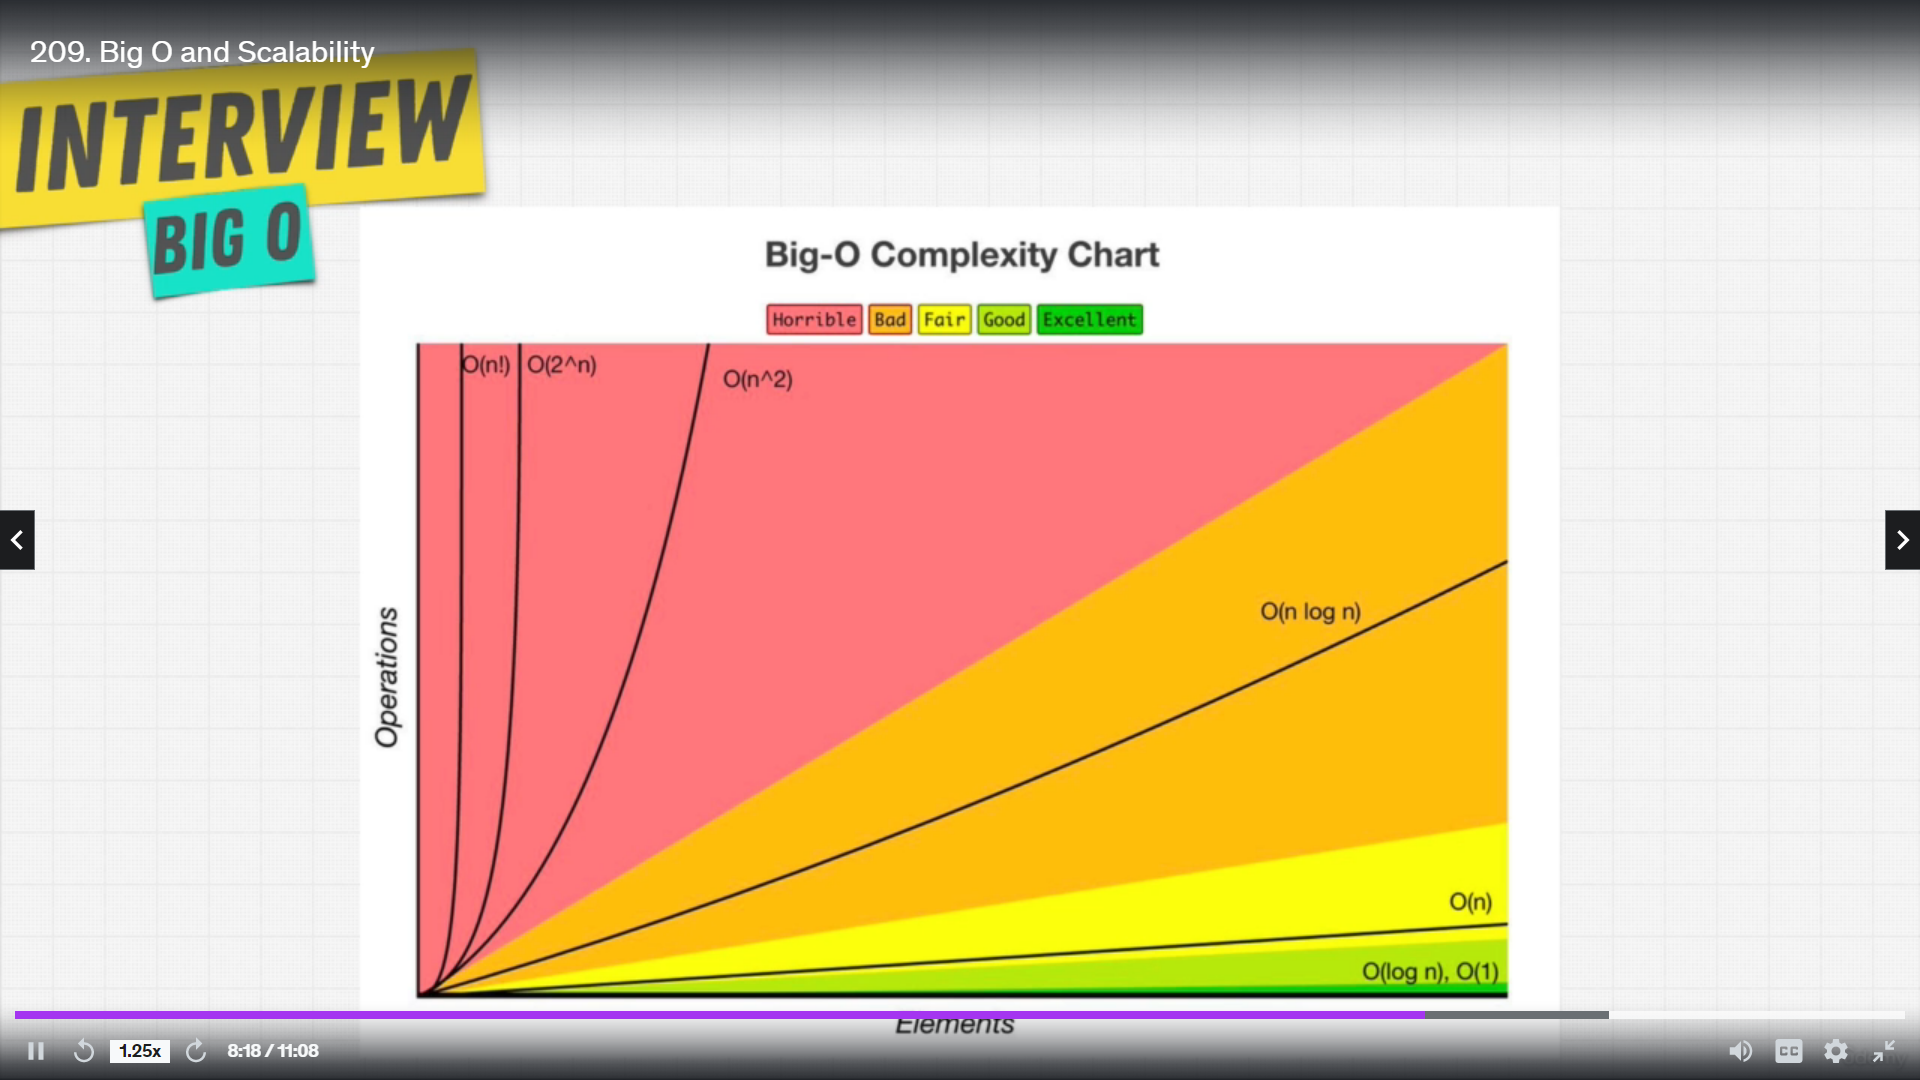 209. Big O and Scalability
INTERVIEW
BIG O
Big-O Complexity Chart
Horrible Bad Fair Good Excellent
O(n!) O(2^n) O(n^2)
O(n log n)
Operations
O(n)
O(log n), O(1)
Elements
1.25x 8:18 / 11:08 CC